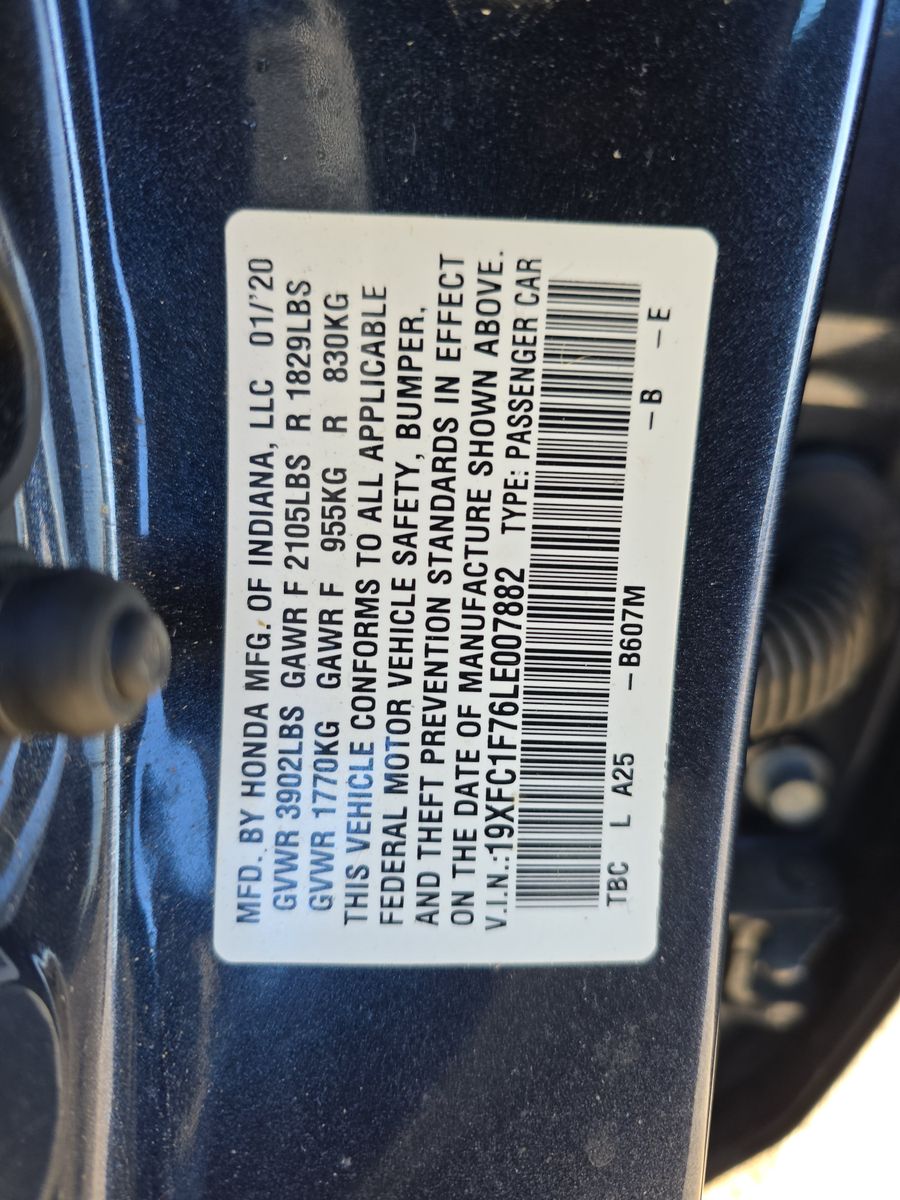 MFD. BY HONDA MFG. OF INDIANA, LLC 01/'20
GVWR 3902LBS GAWR F 2105LBS R 1829LBS
GVWR 1770KG GAWR F 955KG R 830KG
THIS VEHICLE CONFORMS TO ALL APPLICABLE
FEDERAL MOTOR VEHICLE SAFETY, BUMPER,
AND THEFT PREVENTION STANDARDS IN EFFECT
ON THE DATE OF MANUFACTURE SHOWN ABOVE.
V.I.N.:19XFC1F76LE007882 TYPE: PASSENGER CAR
TBC L A25 –B607M –B –E